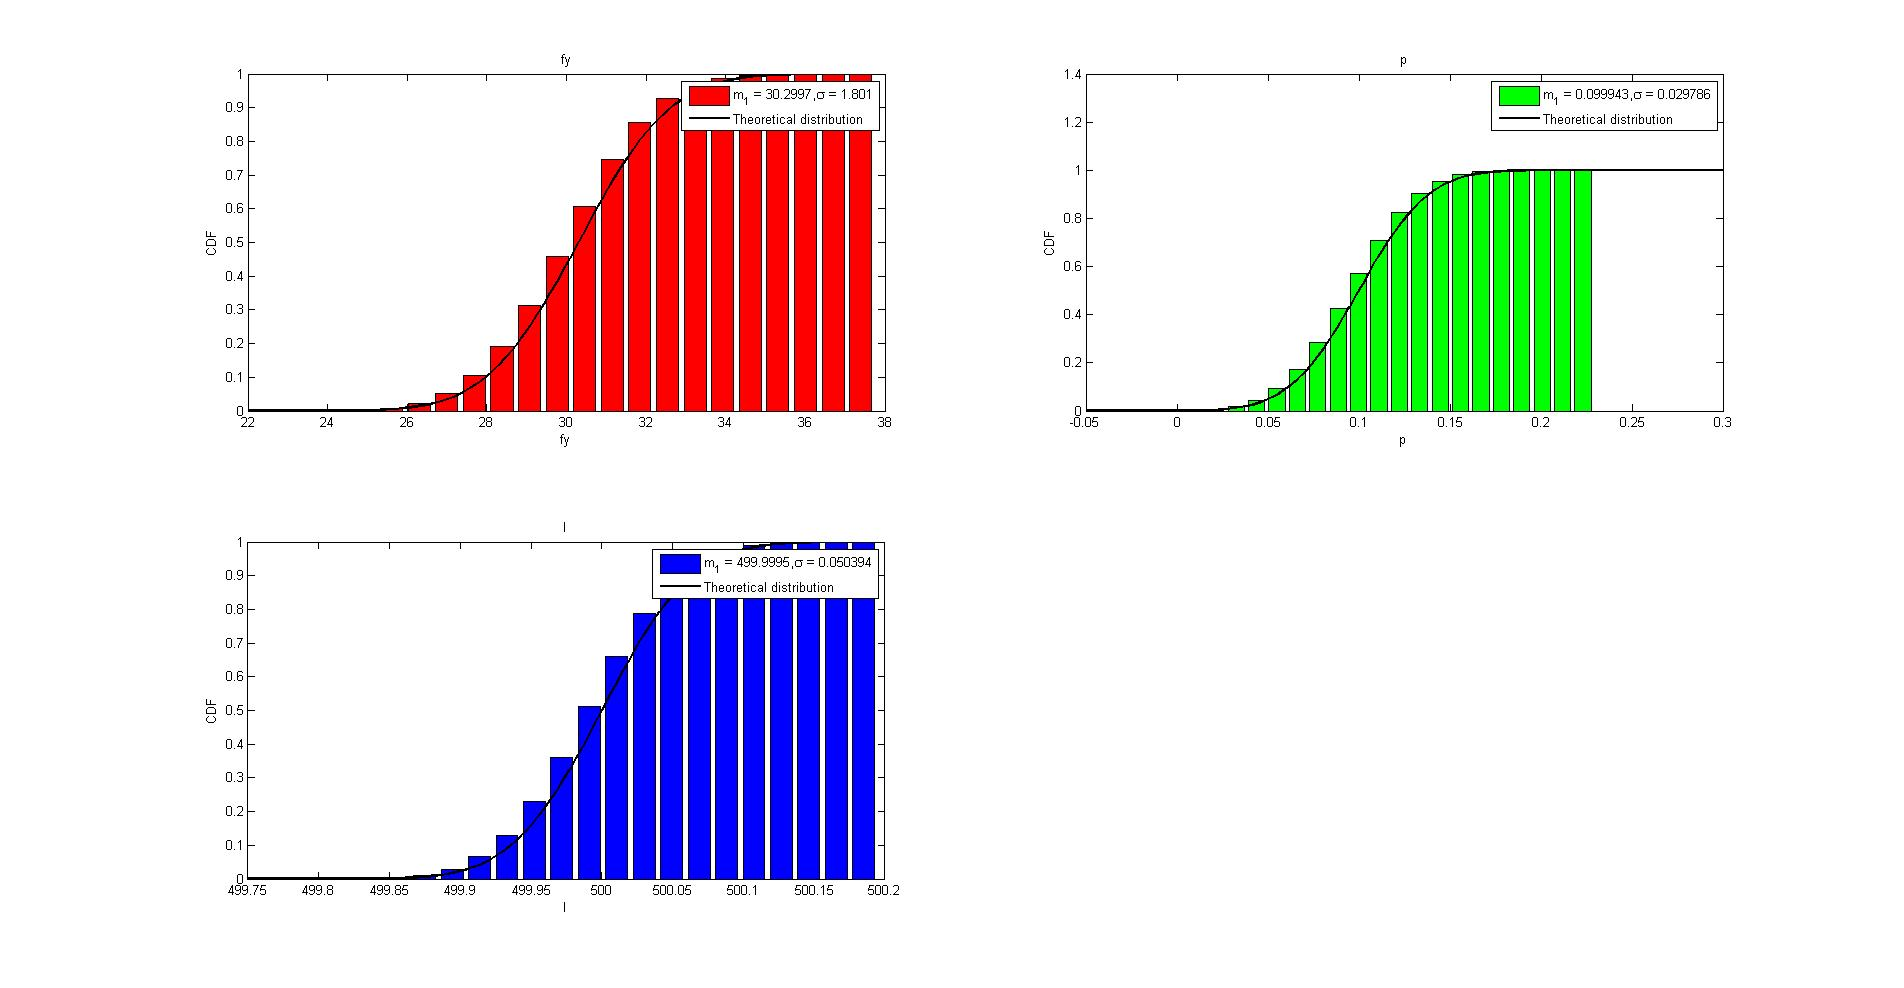 fy
1
0.9
0.8
0.7
0.6
0.5
0.4
0.3
0.2
0.1
0
CDF
m1 = 30.2997,σ = 1.801
Theoretical distribution
22 24 26 28 30 32 34 36 38
fy
p
1.4
1.2
1
0.8
0.6
0.4
0.2
0
CDF
m1 = 0.099943,σ = 0.029786
Theoretical distribution
-0.05 0 0.05 0.1 0.15 0.2 0.25 0.3
p
l
1
0.9
0.8
0.7
0.6
0.5
0.4
0.3
0.2
0.1
0
CDF
m1 = 499.9995,σ = 0.050394
Theoretical distribution
499.75 499.8 499.85 499.9 499.95 500 500.05 500.1 500.15 500.2
l